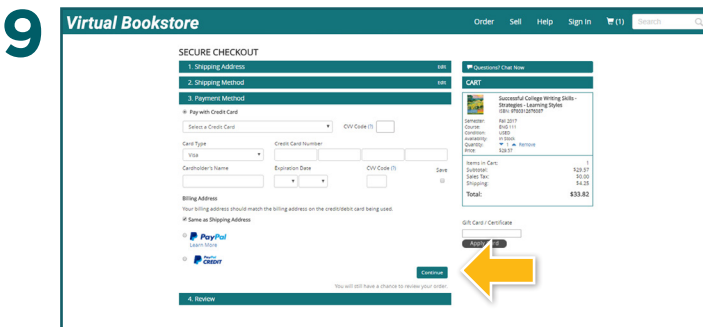 9
Virtual Bookstore
Order Sell Help Sign In (1) Search
SECURE CHECKOUT
1. Shipping Address Edit
2. Shipping Method Edit
3. Payment Method
Pay with Credit Card
Select a Credit Card CVV Code (?)
Card Type Credit Card Number
Visa
Cardholder's Name Expiration Date CVV Code (?) Save
Billing Address
Your billing address should match the billing address on the credit/debit card being used.
Same as Shipping Address
PayPal
Learn More
PayPal
CREDIT
Continue
You will still have a chance to review your order.
4. Review
Questions? Chat Now
CART
Successful College Writing Skills -
Strategies - Learning Styles
ISBN: 9780312676087
Semester: Fall 2017
Course: ENG 111
Condition: USED
Availability: In Stock
Quantity: 1 Remove
Price: $29.57
Items in Cart: 1
Subtotal: $29.57
Sales Tax: $0.00
Shipping: $4.25
Total: $33.82
Gift Card / Certificate
Apply Card